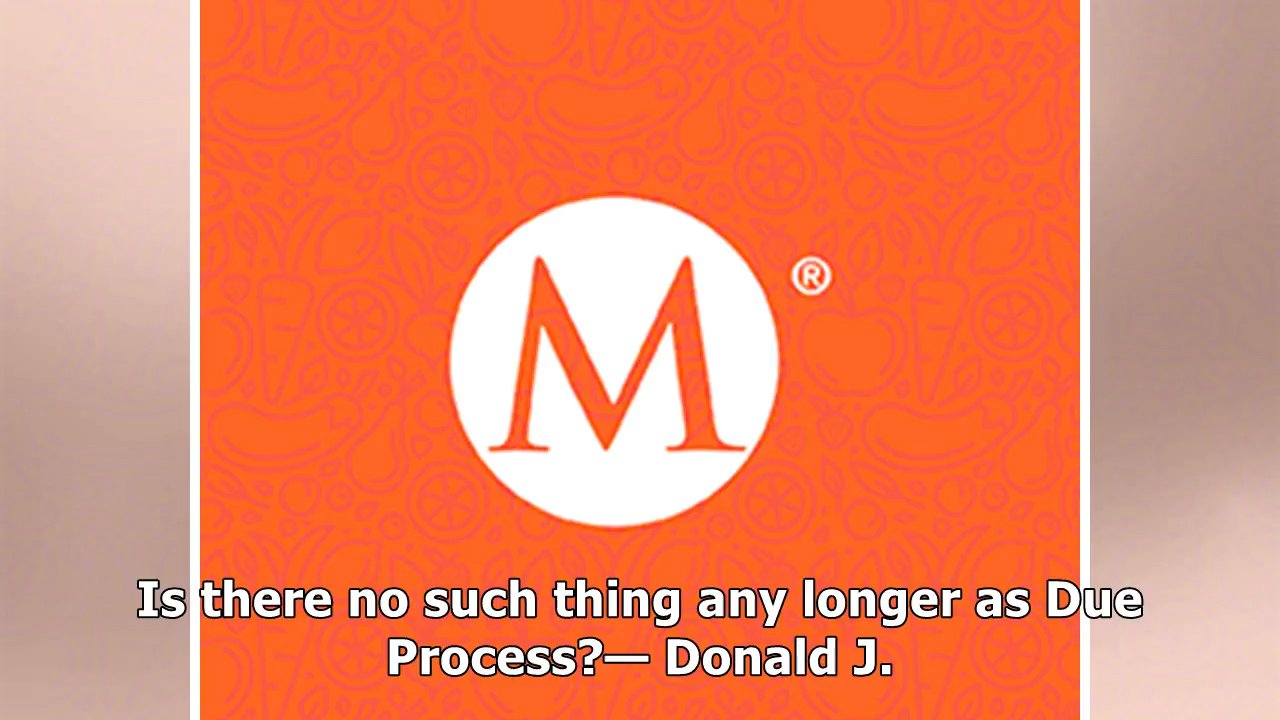 M
®
Is there no such thing any longer as Due
Process?— Donald J.